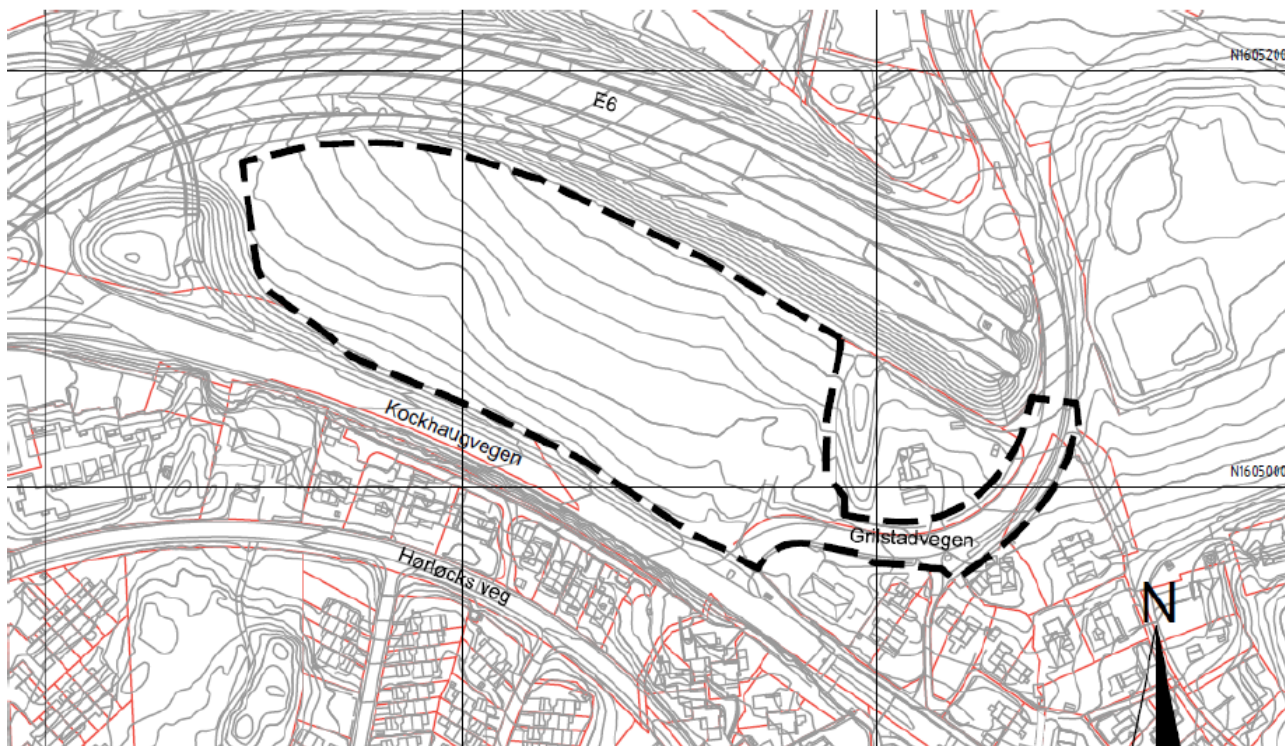 N1605200
E6
Kockhaugvegen
N1605000
Grilstadvegen
Hørløcks veg
N